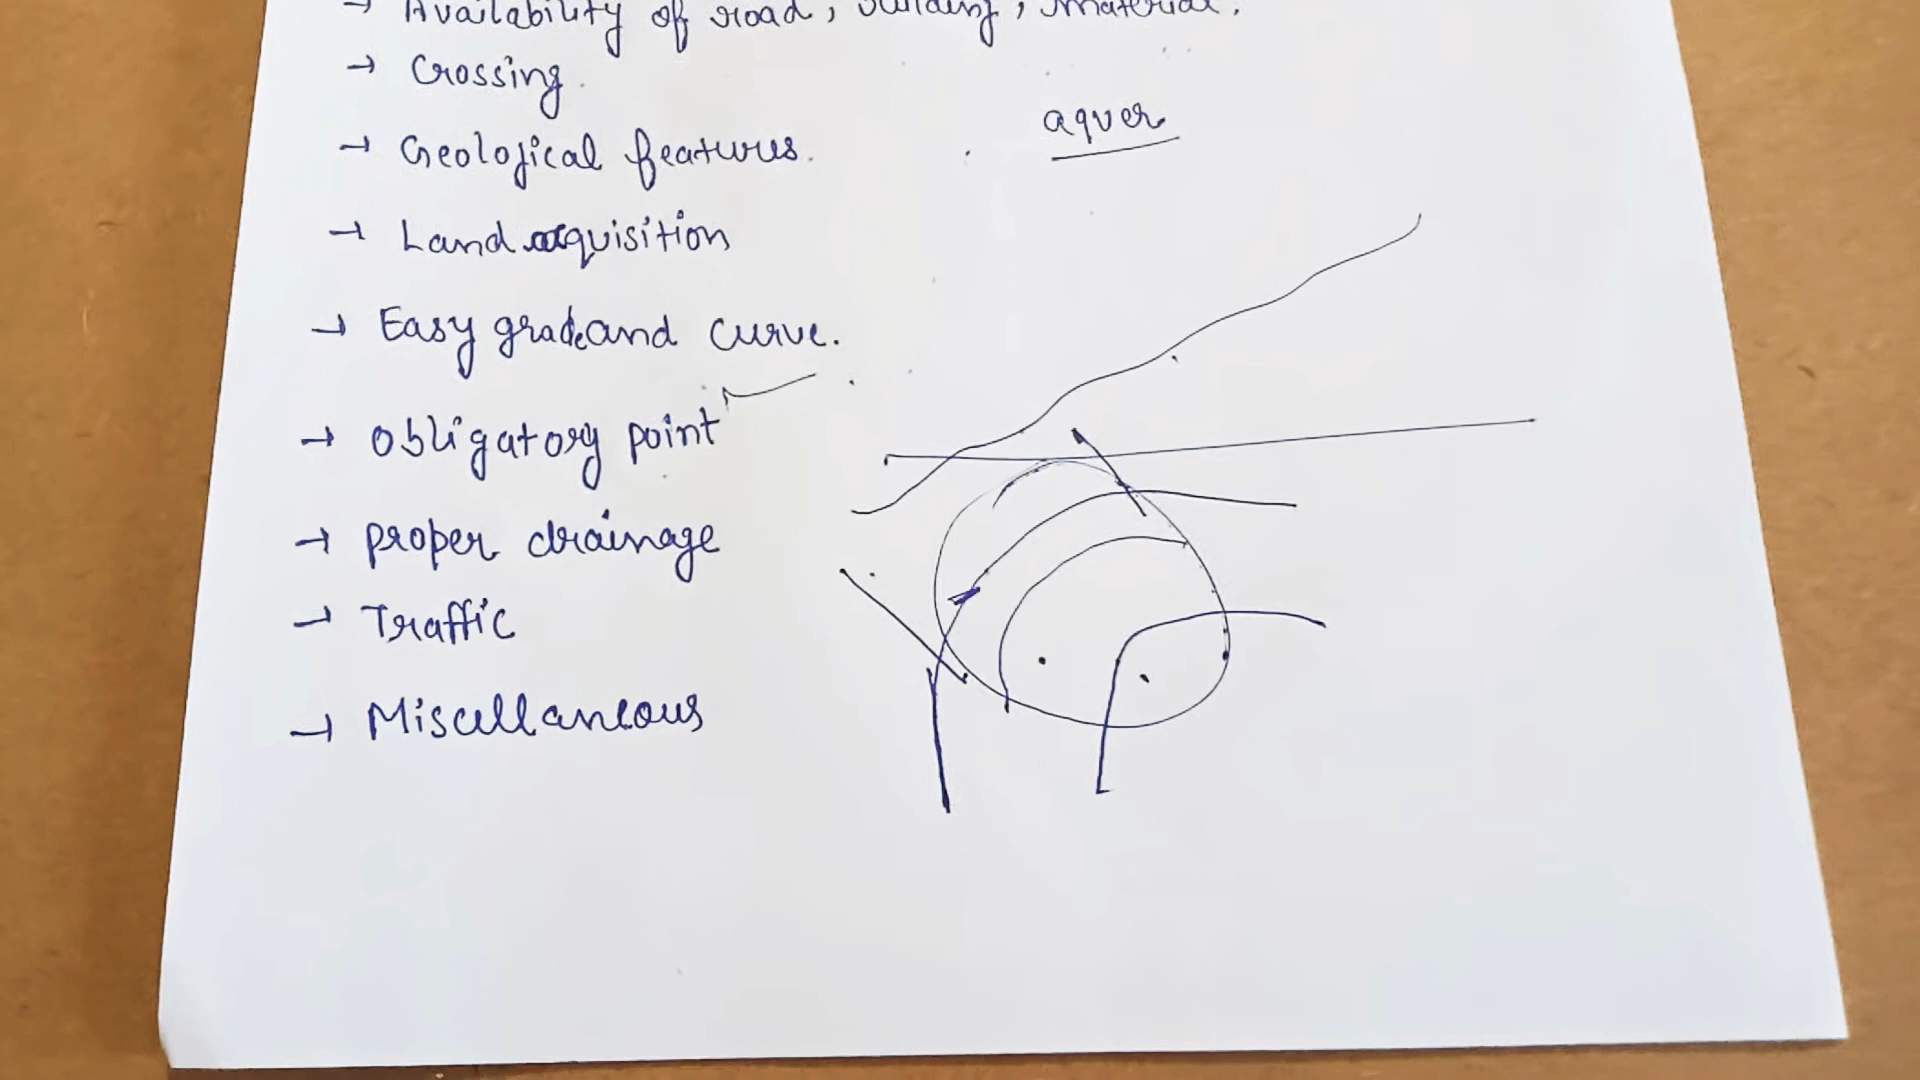 → Availability of road, building, material.
→ Crossing.
aquer
→ Geological features.
→ Land acquisition
→ Easy grade and curve.
→ Obligatory point
→ proper drainage
→ Traffic
→ Miscellaneous